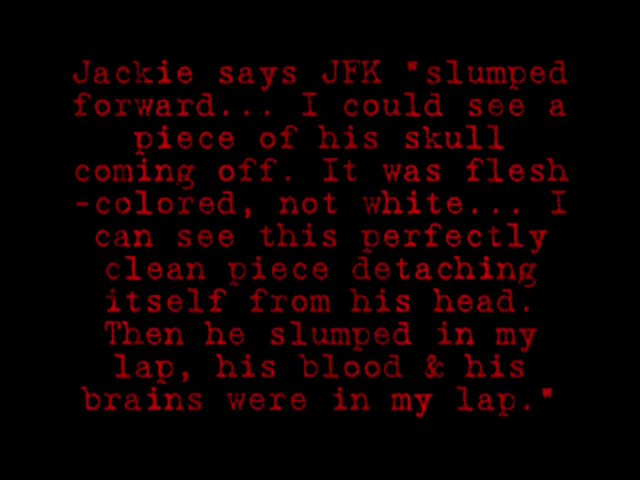 Jackie says JFK "slumped
forward... I could see a
piece of his skull
coming off. It was flesh
-colored, not white... I
can see this perfectly
clean piece detaching
itself from his head.
Then he slumped in my
lap, his blood & his
brains were in my lap."